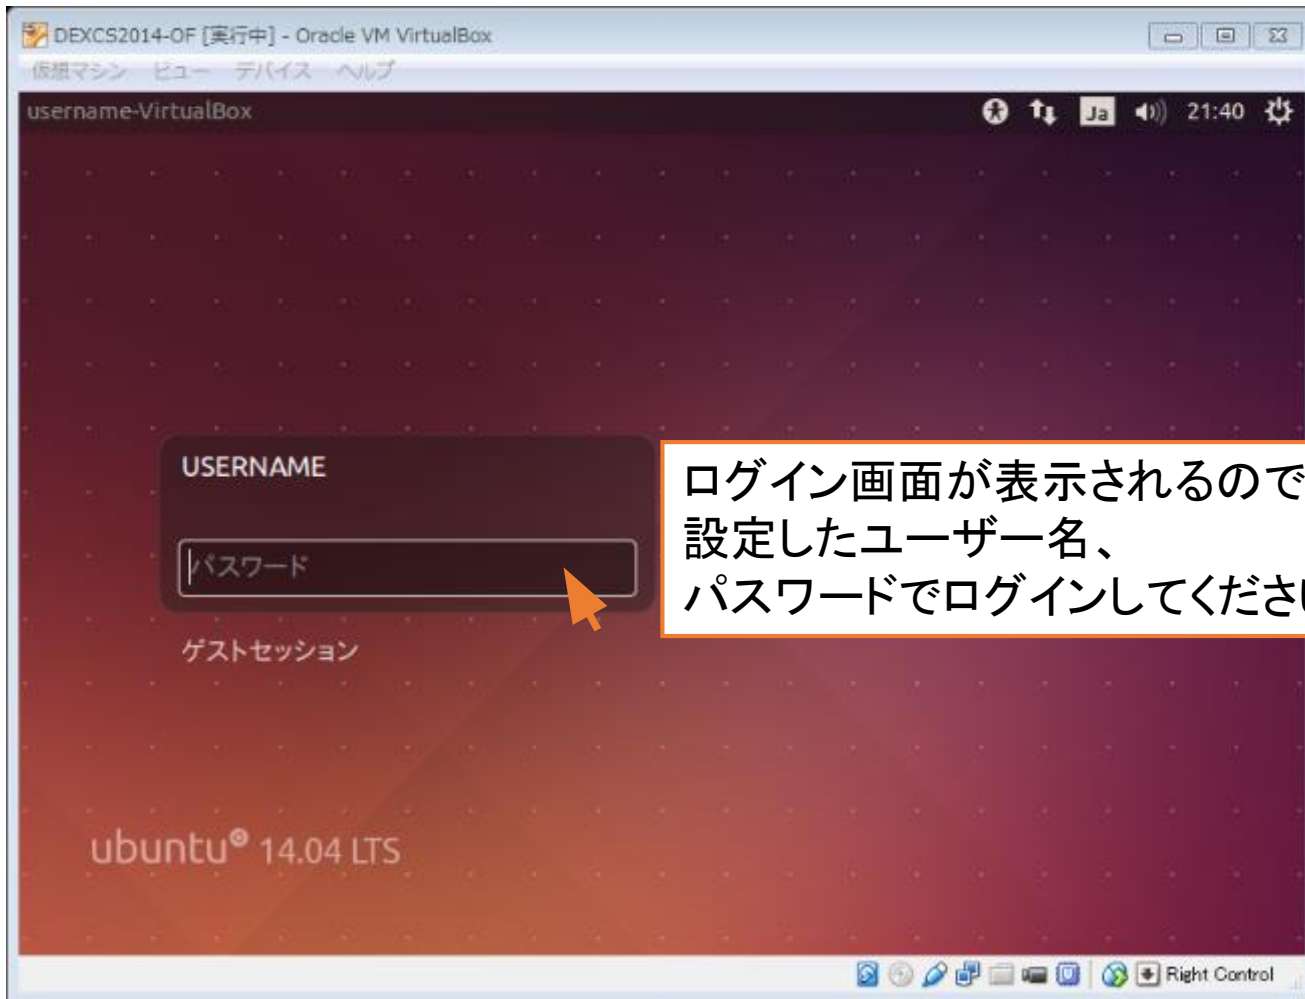 DEXCS2014-OF [実行中] - Oracle VM VirtualBox
仮想マシン ビュー デバイス ヘルプ
username-VirtualBox Ja 21:40
USERNAME
パスワード
ログイン画面が表示されるので
設定したユーザー名、
パスワードでログインしてくださ
ゲストセッション
ubuntu® 14.04 LTS
Right Control